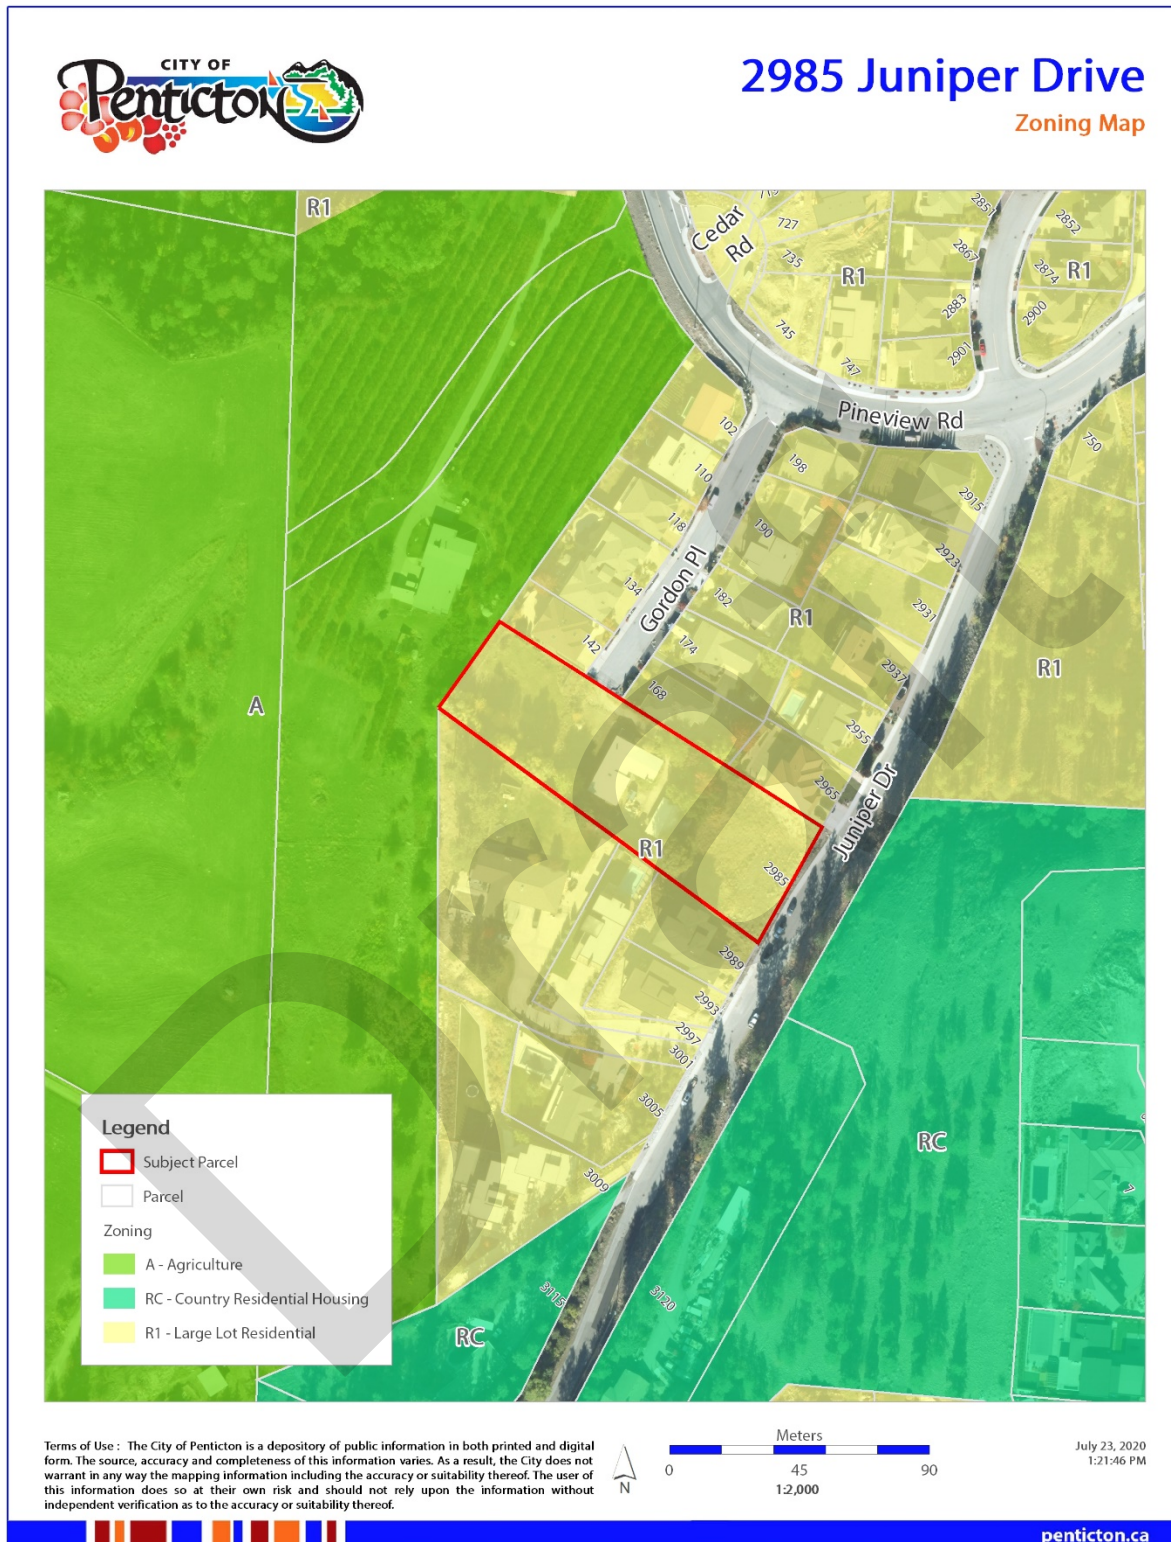 CITY OF
Penticton
2985 Juniper Drive
Zoning Map
R1
Cedar
Rd
727
735
745
747
R1
2851
2867
2883
2901
2852
2874
2900
R1
Pineview Rd
750
102
110
118
134
142
Gordon Pl
198
190
182
174
168
R1
2915
2923
2931
2937
2955
2965
Juniper Dr
R1
A
R1
2985
2989
2993
2997
3001
3005
3009
RC
7
3115
3120
RC
Draft
Legend
Subject Parcel
Parcel
Zoning
A - Agriculture
RC - Country Residential Housing
R1 - Large Lot Residential
Terms of Use : The City of Penticton is a depository of public information in both printed and digital
form. The source, accuracy and completeness of this information varies. As a result, the City does not
warrant in any way the mapping information including the accuracy or suitability thereof. The user of
this information does so at their own risk and should not rely upon the information without
independent verification as to the accuracy or suitability thereof.
N
Meters
0 45 90
1:2,000
July 23, 2020
1:21:46 PM
penticton.ca